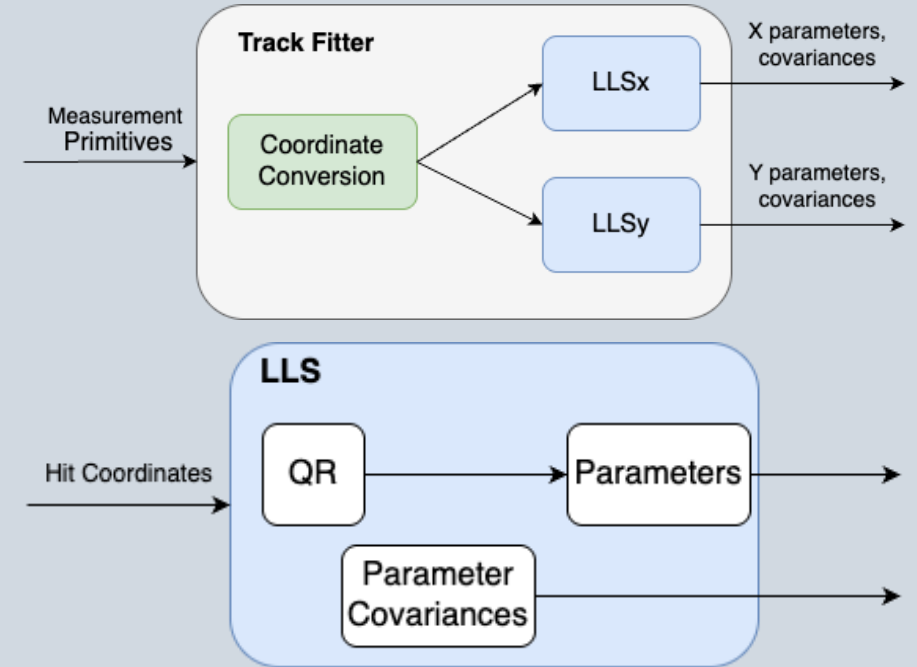 Track Fitter
Measurement
Primitives
Coordinate
Conversion
LLSx
LLSy
X parameters,
covariances
Y parameters,
covariances
LLS
Hit Coordinates
QR
Parameters
Parameter
Covariances